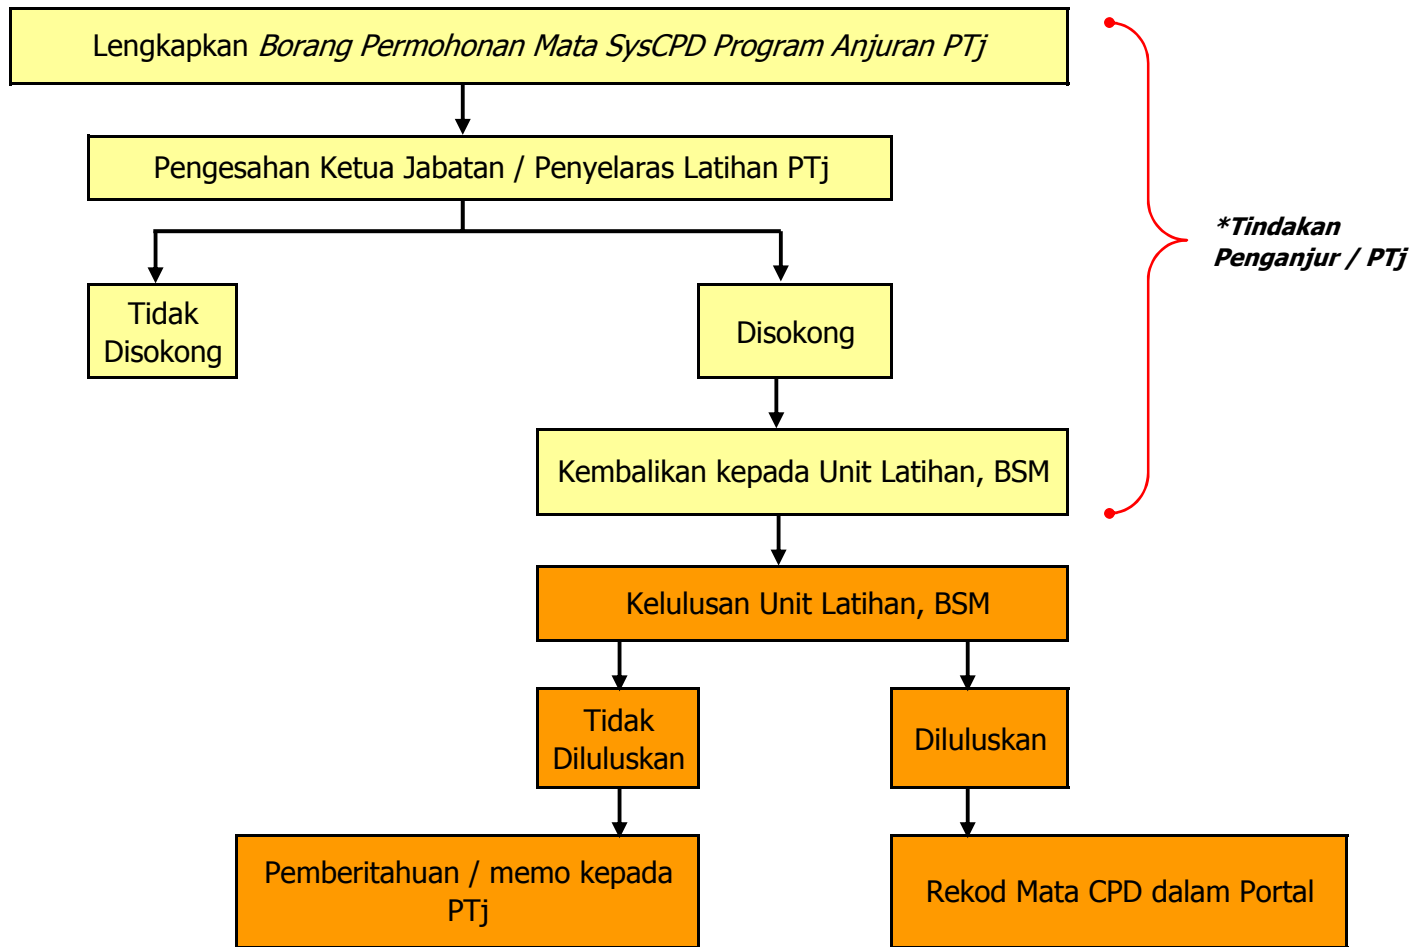 Lengkapkan Borang Permohonan Mata SysCPD Program Anjuran PTj
Pengesahan Ketua Jabatan / Penyelaras Latihan PTj
*Tindakan
Penganjur / PTj
Tidak
Disokong
Disokong
Kembalikan kepada Unit Latihan, BSM
Kelulusan Unit Latihan, BSM
Tidak
Diluluskan
Diluluskan
Pemberitahuan / memo kepada
PTj
Rekod Mata CPD dalam Portal